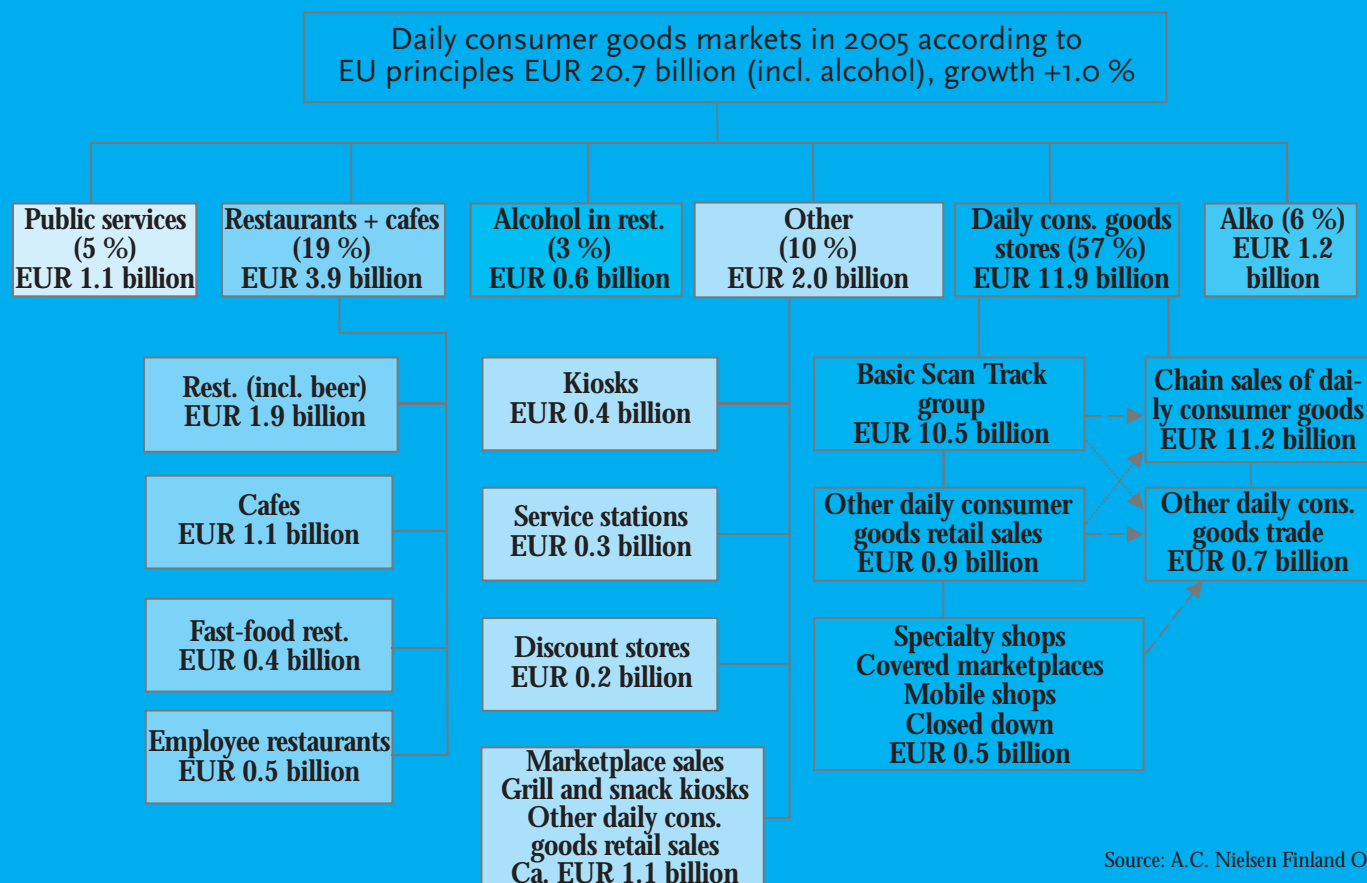 Daily consumer goods markets in 2005 according to
EU principles EUR 20.7 billion (incl. alcohol), growth +1.0 %
Public services
(5 %)
EUR 1.1 billion
Restaurants + cafes
(19 %)
EUR 3.9 billion
Alcohol in rest.
(3 %)
EUR 0.6 billion
Other
(10 %)
EUR 2.0 billion
Daily cons. goods
stores (57 %)
EUR 11.9 billion
Alko (6 %)
EUR 1.2
billion
Rest. (incl. beer)
EUR 1.9 billion
Cafes
EUR 1.1 billion
Fast-food rest.
EUR 0.4 billion
Employee restaurants
EUR 0.5 billion
Kiosks
EUR 0.4 billion
Service stations
EUR 0.3 billion
Discount stores
EUR 0.2 billion
Marketplace sales
Grill and snack kiosks
Other daily cons.
goods retail sales
Ca. EUR 1.1 billion
Basic Scan Track
group
EUR 10.5 billion
Other daily consumer
goods retail sales
EUR 0.9 billion
Specialty shops
Covered marketplaces
Mobile shops
Closed down
EUR 0.5 billion
Chain sales of dai-
ly consumer goods
EUR 11.2 billion
Other daily cons.
goods trade
EUR 0.7 billion
Source: A.C. Nielsen Finland O